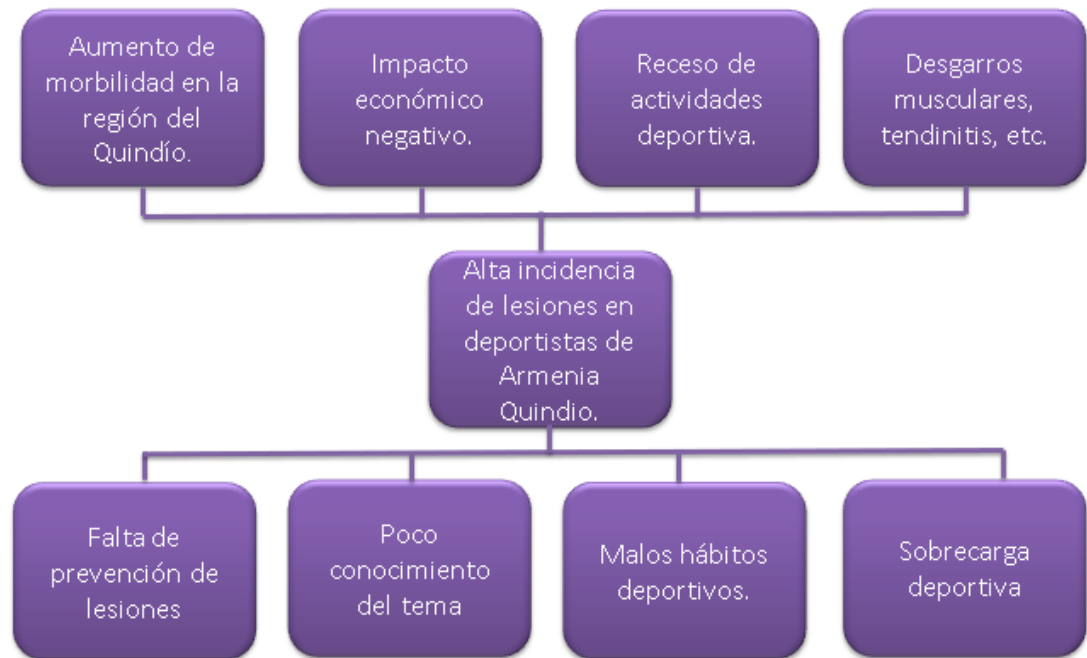 Aumento de
morbilidad en la
región del
Quindío.
Impacto
económico
negativo.
Receso de
actividades
deportiva.
Desgarros
musculares,
tendinitis, etc.
Alta incidencia
de lesiones en
deportistas de
Armenia
Quindio.
Falta de
prevención de
lesiones
Poco
conocimiento
del tema
Malos hábitos
deportivos.
Sobrecarga
deportiva